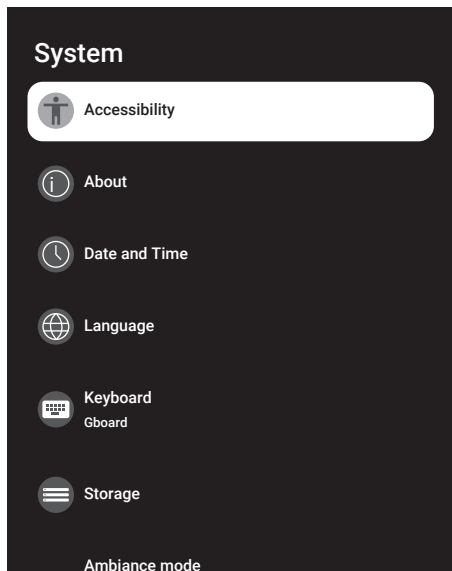 System
Accessibility
About
Date and Time
Language
Keyboard
Gboard
Storage
Ambiance mode